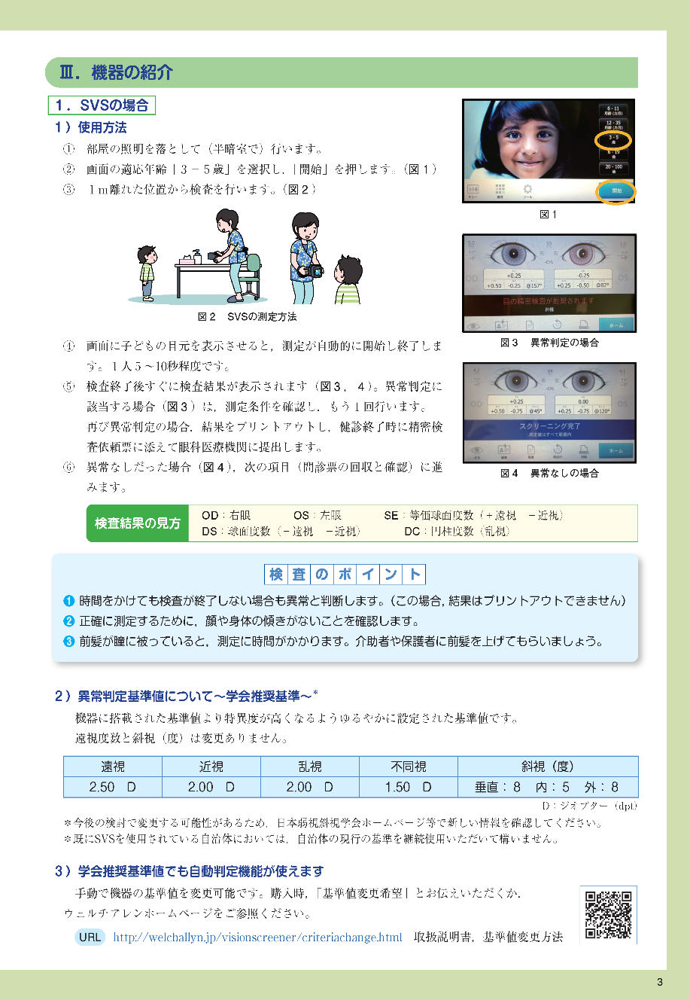 Ⅲ．機器の紹介
1．SVSの場合
1）使用方法
① 部屋の照明を落として（半暗室で）行います。
② 画面の適応年齢「3－5歳」を選択し，「開始」を押します。（図1）
③ 1m離れた位置から検査を行います。（図2）
図2 SVSの測定方法
④ 画面に子どもの目元を表示させると，測定が自動的に開始し終了しま
す。1人5～10秒程度です。
⑤ 検査終了後すぐに検査結果が表示されます（図3，4）。異常判定に
該当する場合（図3）は，測定条件を確認し，もう1回行います。
再び異常判定の場合，結果をプリントアウトし，健診終了時に精密検
査依頼票に添えて眼科医療機関に提出します。
⑥ 異常なしだった場合（図4），次の項目（問診票の回収と確認）に進
みます。
6 - 11
月齢(カ月)
12 - 35
月齢(カ月)
3 - 5
歳
6 - 19
歳
20 - 100
歳
開始
図1
OD
OS
+0.25
-0.25
+0.50 -0.25 @157°
+0.25 -0.50 @82°
目の精密検査が推奨されます
斜視
ホーム
図3 異常判定の場合
OD
OS
+0.25
0.00
+0.50 -0.75 @45°
+0.25 -0.75 @120°
スクリーニング完了
測定値はすべて範囲内
ホーム
図4 異常なしの場合
検査結果の見方
OD：右眼 OS：左眼 SE：等価球面度数（＋遠視 －近視）
DS：球面度数（＋遠視 －近視） DC：円柱度数（乱視）
検査のポイント
1 時間をかけても検査が終了しない場合も異常と判断します。（この場合，結果はプリントアウトできません）
2 正確に測定するために，顔や身体の傾きがないことを確認します。
3 前髪が瞳に被っていると，測定に時間がかかります。介助者や保護者に前髪を上げてもらいましょう。
2）異常判定基準値について～学会推奨基準～*
機器に搭載された基準値より特異度が高くなるようゆるやかに設定された基準値です。
遠視度数と斜視（度）は変更ありません。
遠視 近視 乱視 不同視 斜視（度）
2.50 D 2.00 D 2.00 D 1.50 D 垂直：8 内：5 外：8
D：ジオプター（dpt）
＊今後の検討で変更する可能性があるため，日本弱視斜視学会ホームページ等で新しい情報を確認してください。
＊既にSVSを使用されている自治体においては，自治体の現行の基準を継続使用いただいて構いません。
3）学会推奨基準値でも自動判定機能が使えます
手動で機器の基準値を変更可能です。購入時，「基準値変更希望」とお伝えいただくか，
ウェルチアレンホームページをご参照ください。
URL http://welchallyn.jp/visionscreener/criteriachange.html 取扱説明書，基準値変更方法
3